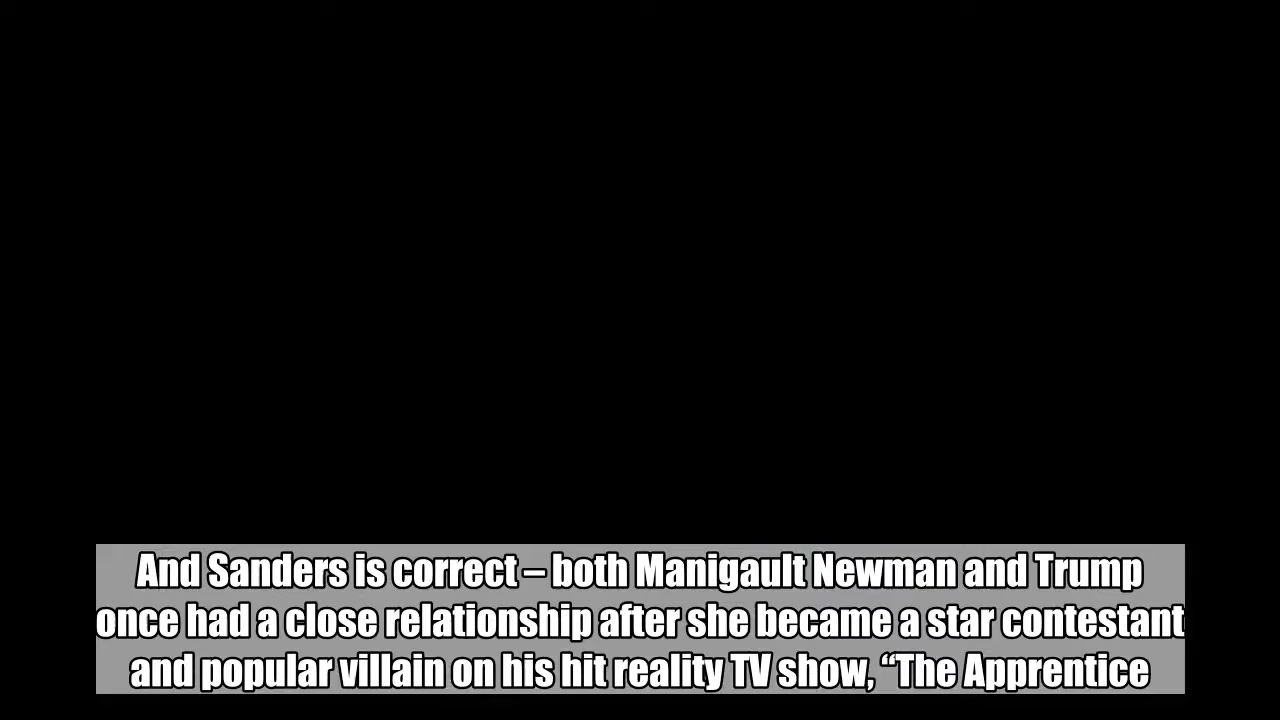 And Sanders is correct – both Manigault Newman and Trump
once had a close relationship after she became a star contestant
and popular villain on his hit reality TV show, “The Apprentice